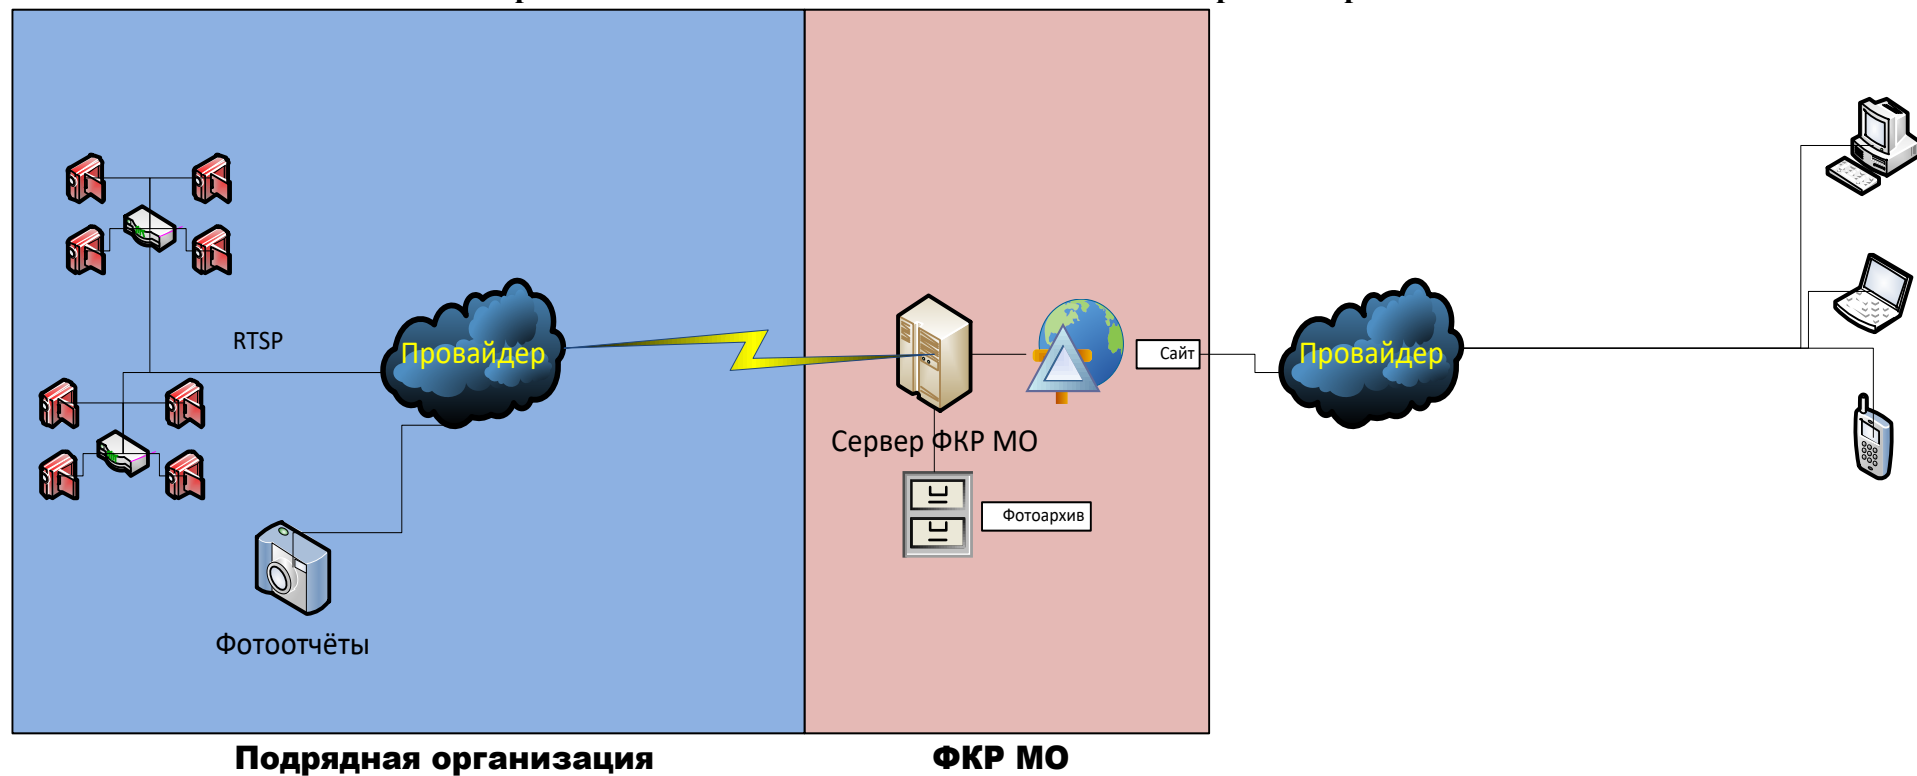 RTSP
Провайдер
Провайдер
Сайт
Сервер ФКР МО
Фотоархив
Фотоотчёты
Подрядная организация
ФКР МО